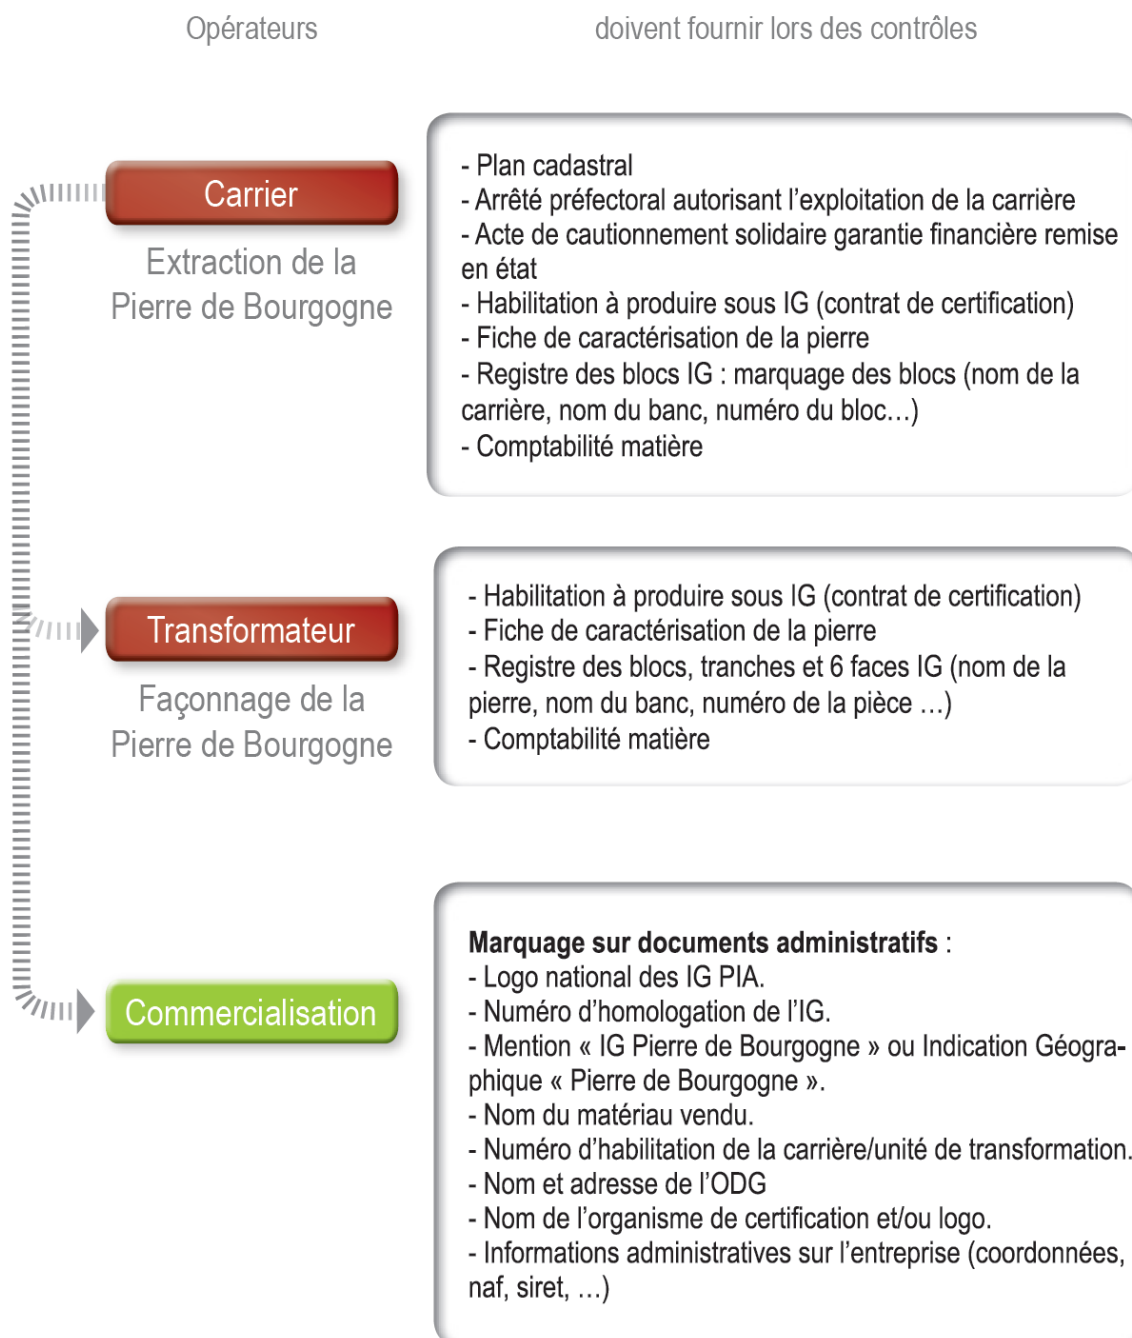 Opérateurs
doivent fournir lors des contrôles
Carrier
Extraction de la
Pierre de Bourgogne
- Plan cadastral
- Arrêté préfectoral autorisant l’exploitation de la carrière
- Acte de cautionnement solidaire garantie financière remise
en état
- Habilitation à produire sous IG (contrat de certification)
- Fiche de caractérisation de la pierre
- Registre des blocs IG : marquage des blocs (nom de la
carrière, nom du banc, numéro du bloc…)
- Comptabilité matière
Transformateur
Façonnage de la
Pierre de Bourgogne
- Habilitation à produire sous IG (contrat de certification)
- Fiche de caractérisation de la pierre
- Registre des blocs, tranches et 6 faces IG (nom de la
pierre, nom du banc, numéro de la pièce …)
- Comptabilité matière
Commercialisation
Marquage sur documents administratifs :
- Logo national des IG PIA.
- Numéro d’homologation de l’IG.
- Mention « IG Pierre de Bourgogne » ou Indication Géogra-
phique « Pierre de Bourgogne ».
- Nom du matériau vendu.
- Numéro d’habilitation de la carrière/unité de transformation.
- Nom et adresse de l’ODG
- Nom de l’organisme de certification et/ou logo.
- Informations administratives sur l’entreprise (coordonnées,
naf, siret, …)